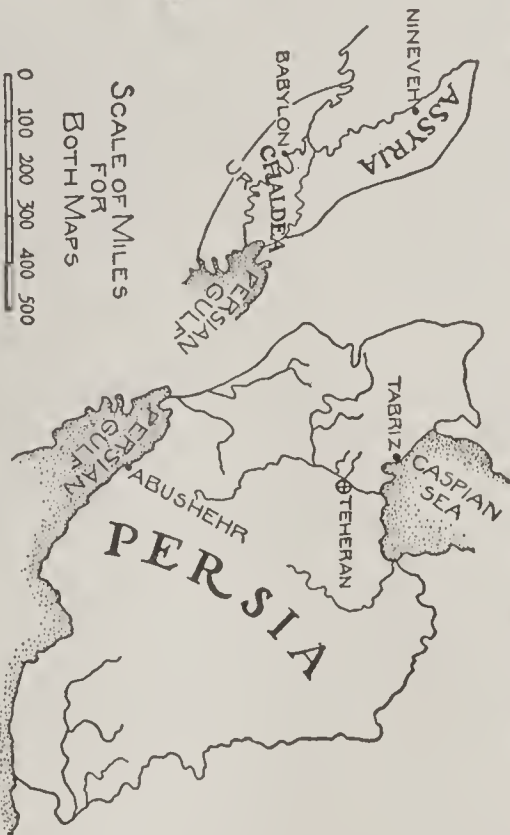 NINEVEH
ASSYRIA
BABYLON
CHALDEA
UR
PERSIAN
GULF
SCALE OF MILES
FOR
BOTH MAPS
0 100 200 300 400 500
TABRIZ
CASPIAN
SEA
TEHERAN
PERSIAN
GULF
ABUSHEHR
PERSIA